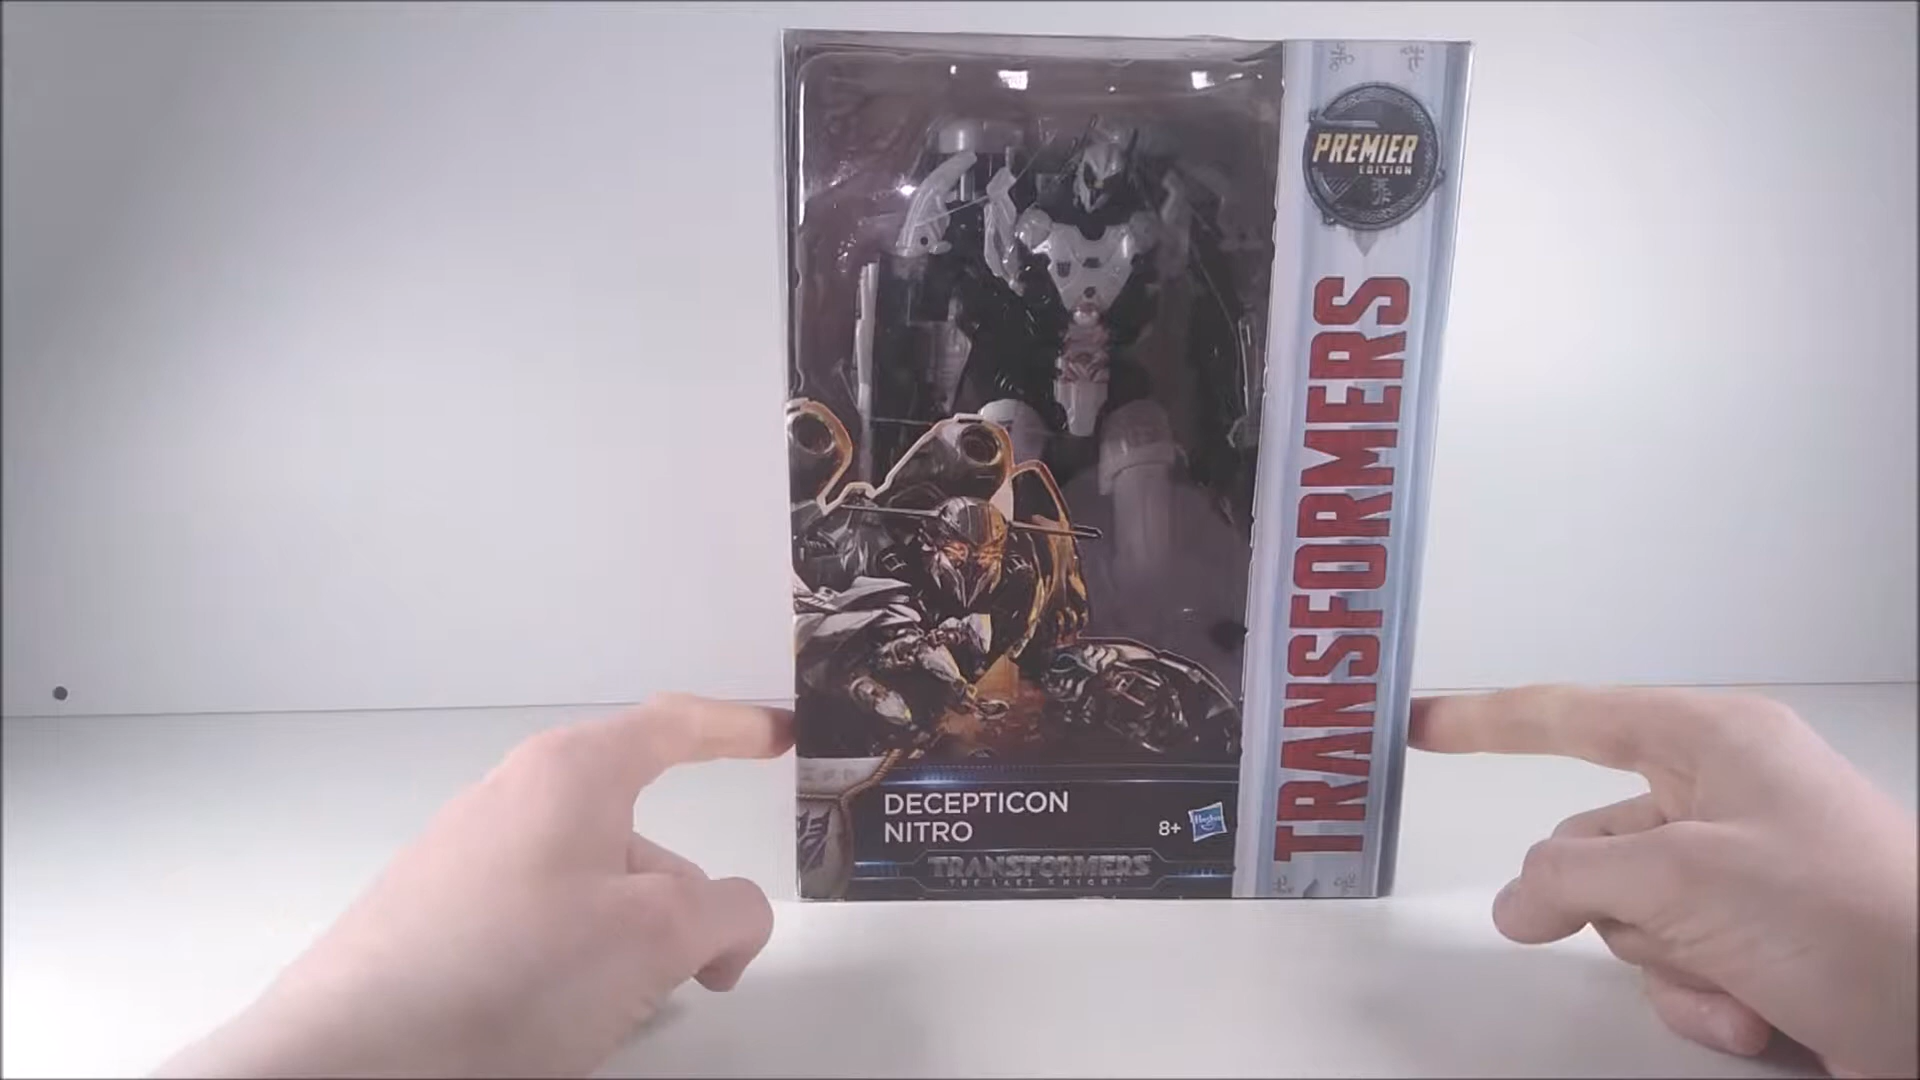 PREMIER
EDITION
TRANSFORMERS
DECEPTICON
NITRO
8+
Hasbro
TRANSFORMERS
THE LAST KNIGHT